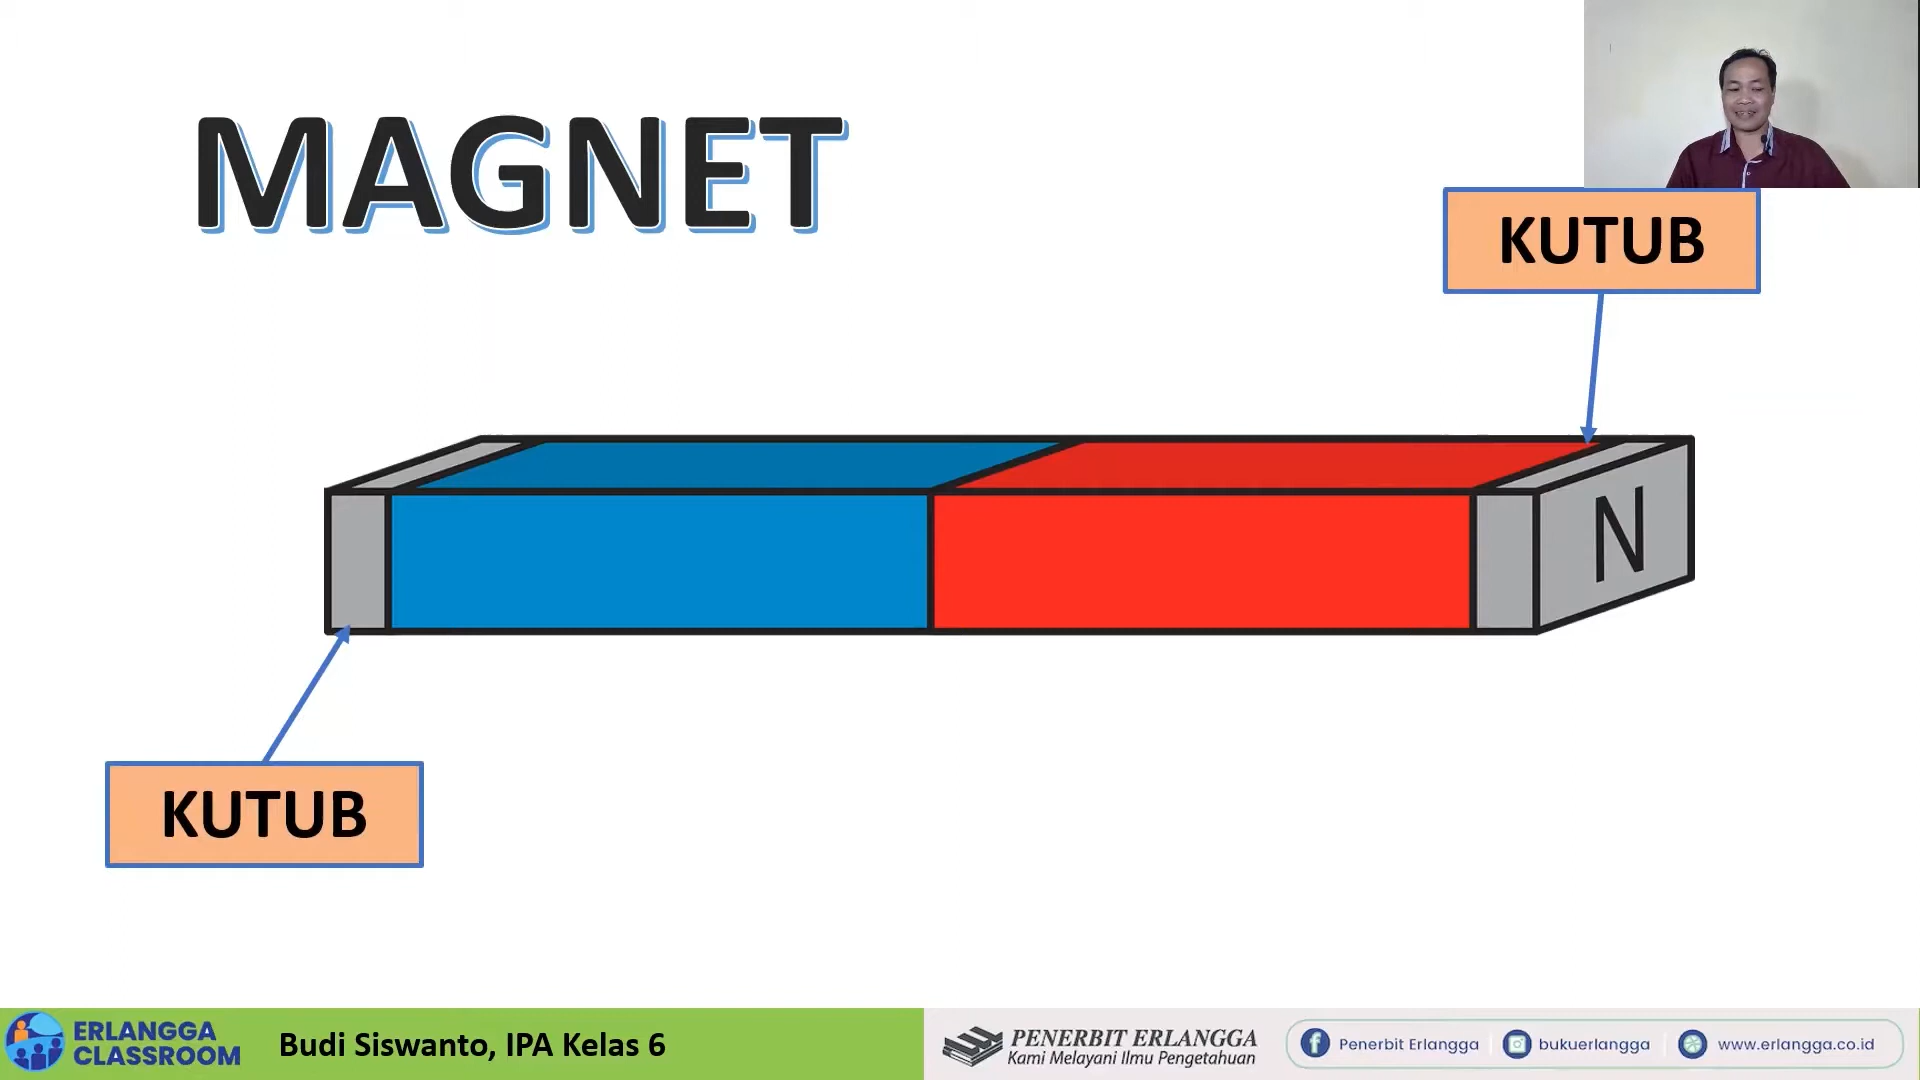 MAGNET
KUTUB
N
KUTUB
ERLANGGA
CLASSROOM
Budi Siswanto, IPA Kelas 6
PENERBIT ERLANGGA
Kami Melayani Ilmu Pengetahuan
Penerbit Erlangga
bukuerlangga
www.erlangga.co.id